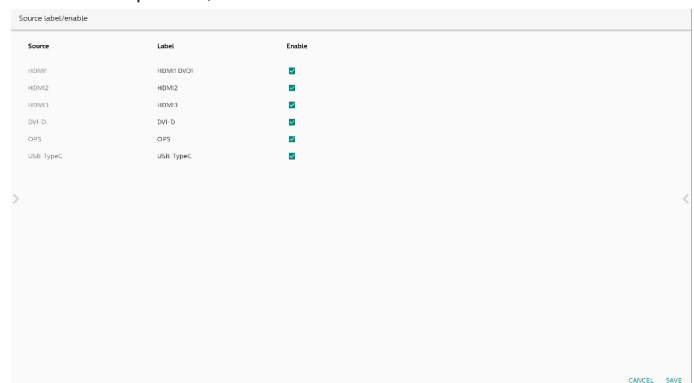 Source label/enable
Source Label Enable
HDMI1 HDMI1 DVD1
HDMI2 HDMI2
HDMI3 HDMI3
DVI-D DVI-D
OPS OPS
USB TypeC USB TypeC
CANCEL SAVE